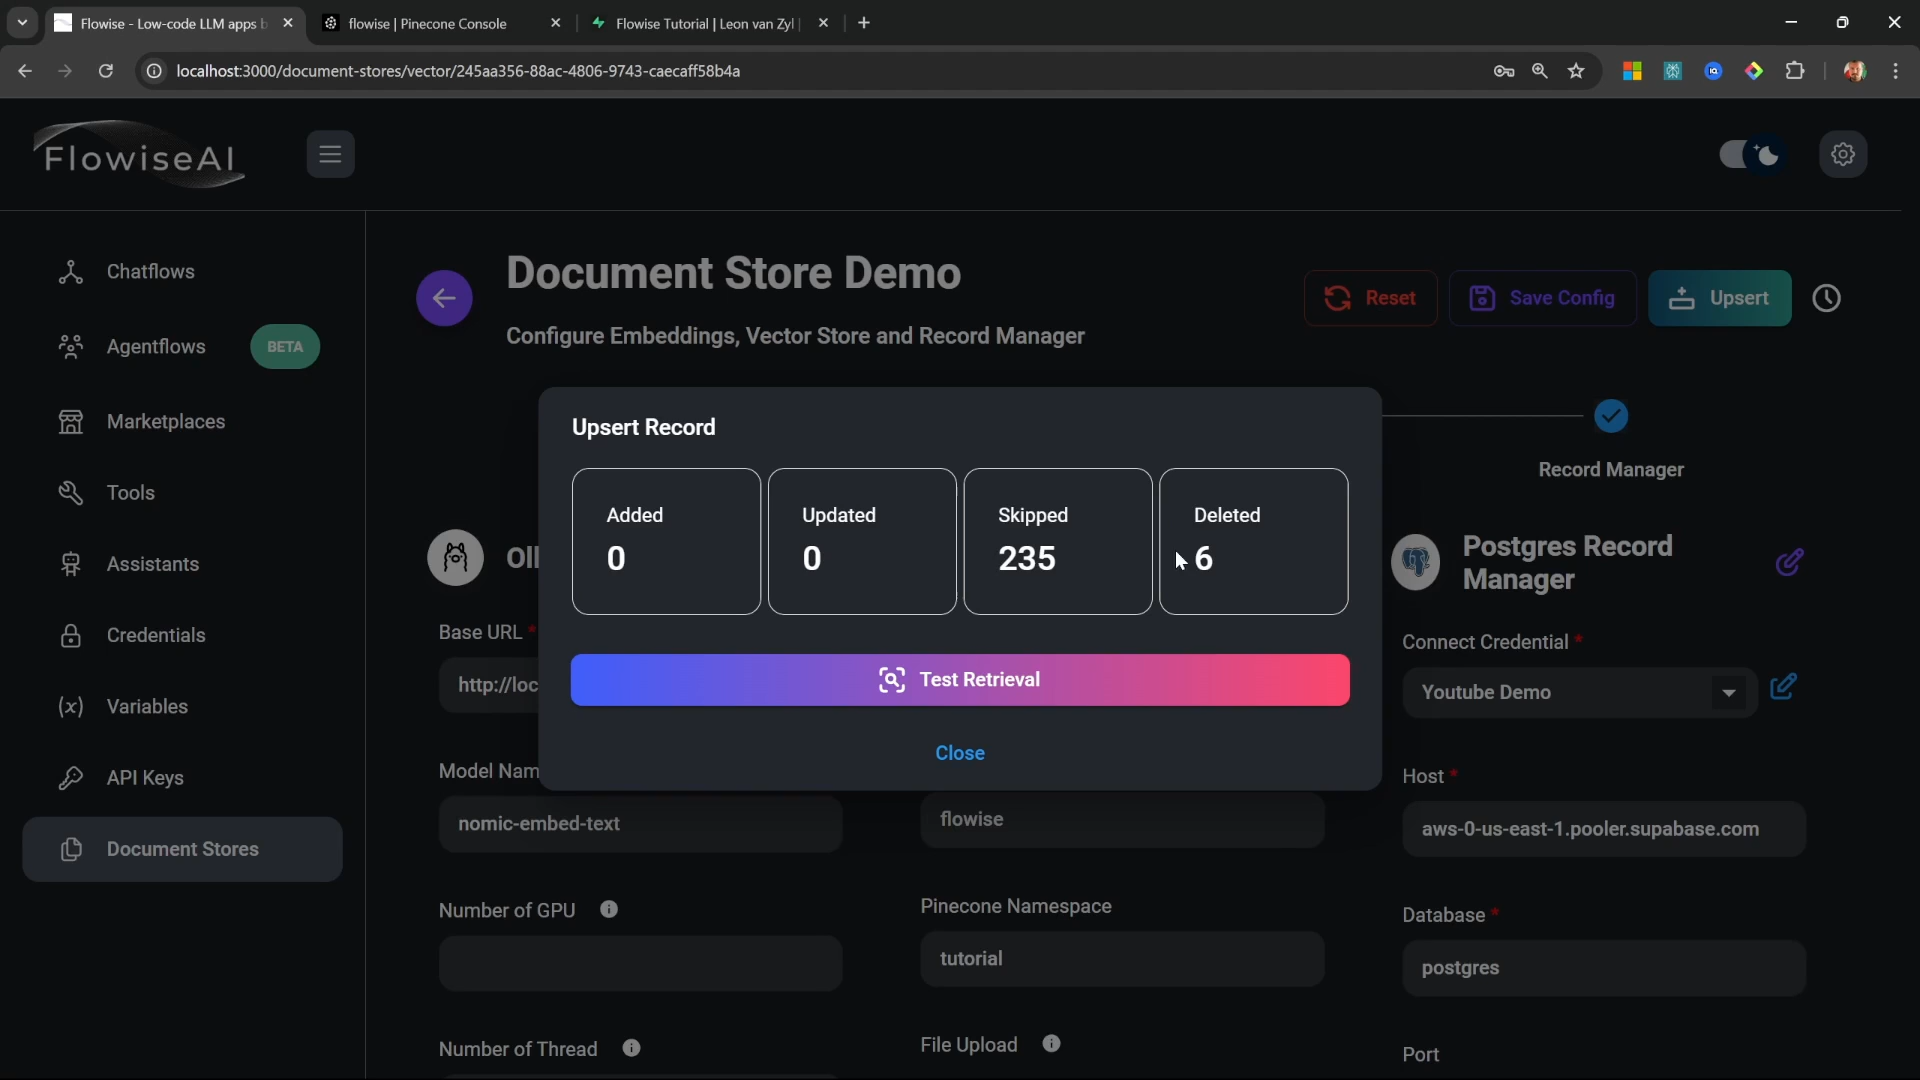 Flowise - Low-code LLM apps b
flowise | Pinecone Console
Flowise Tutorial | Leon van Zyl |
localhost:3000/document-stores/vector/245aa356-88ac-4806-9743-caecaff58b4a
FlowiseAI
Chatflows
Agentflows
BETA
Marketplaces
Tools
Assistants
Credentials
Variables
API Keys
Document Stores
Document Store Demo
Configure Embeddings, Vector Store and Record Manager
Reset
Save Config
Upsert
Record Manager
Upsert Record
Added
0
Updated
0
Skipped
235
Deleted
6
Test Retrieval
Close
Oll
Base URL *
http://loc
Model Nam
nomic-embed-text
Number of GPU
Number of Thread
flowise
Pinecone Namespace
tutorial
File Upload
Postgres Record
Manager
Connect Credential *
Youtube Demo
Host *
aws-0-us-east-1.pooler.supabase.com
Database *
postgres
Port